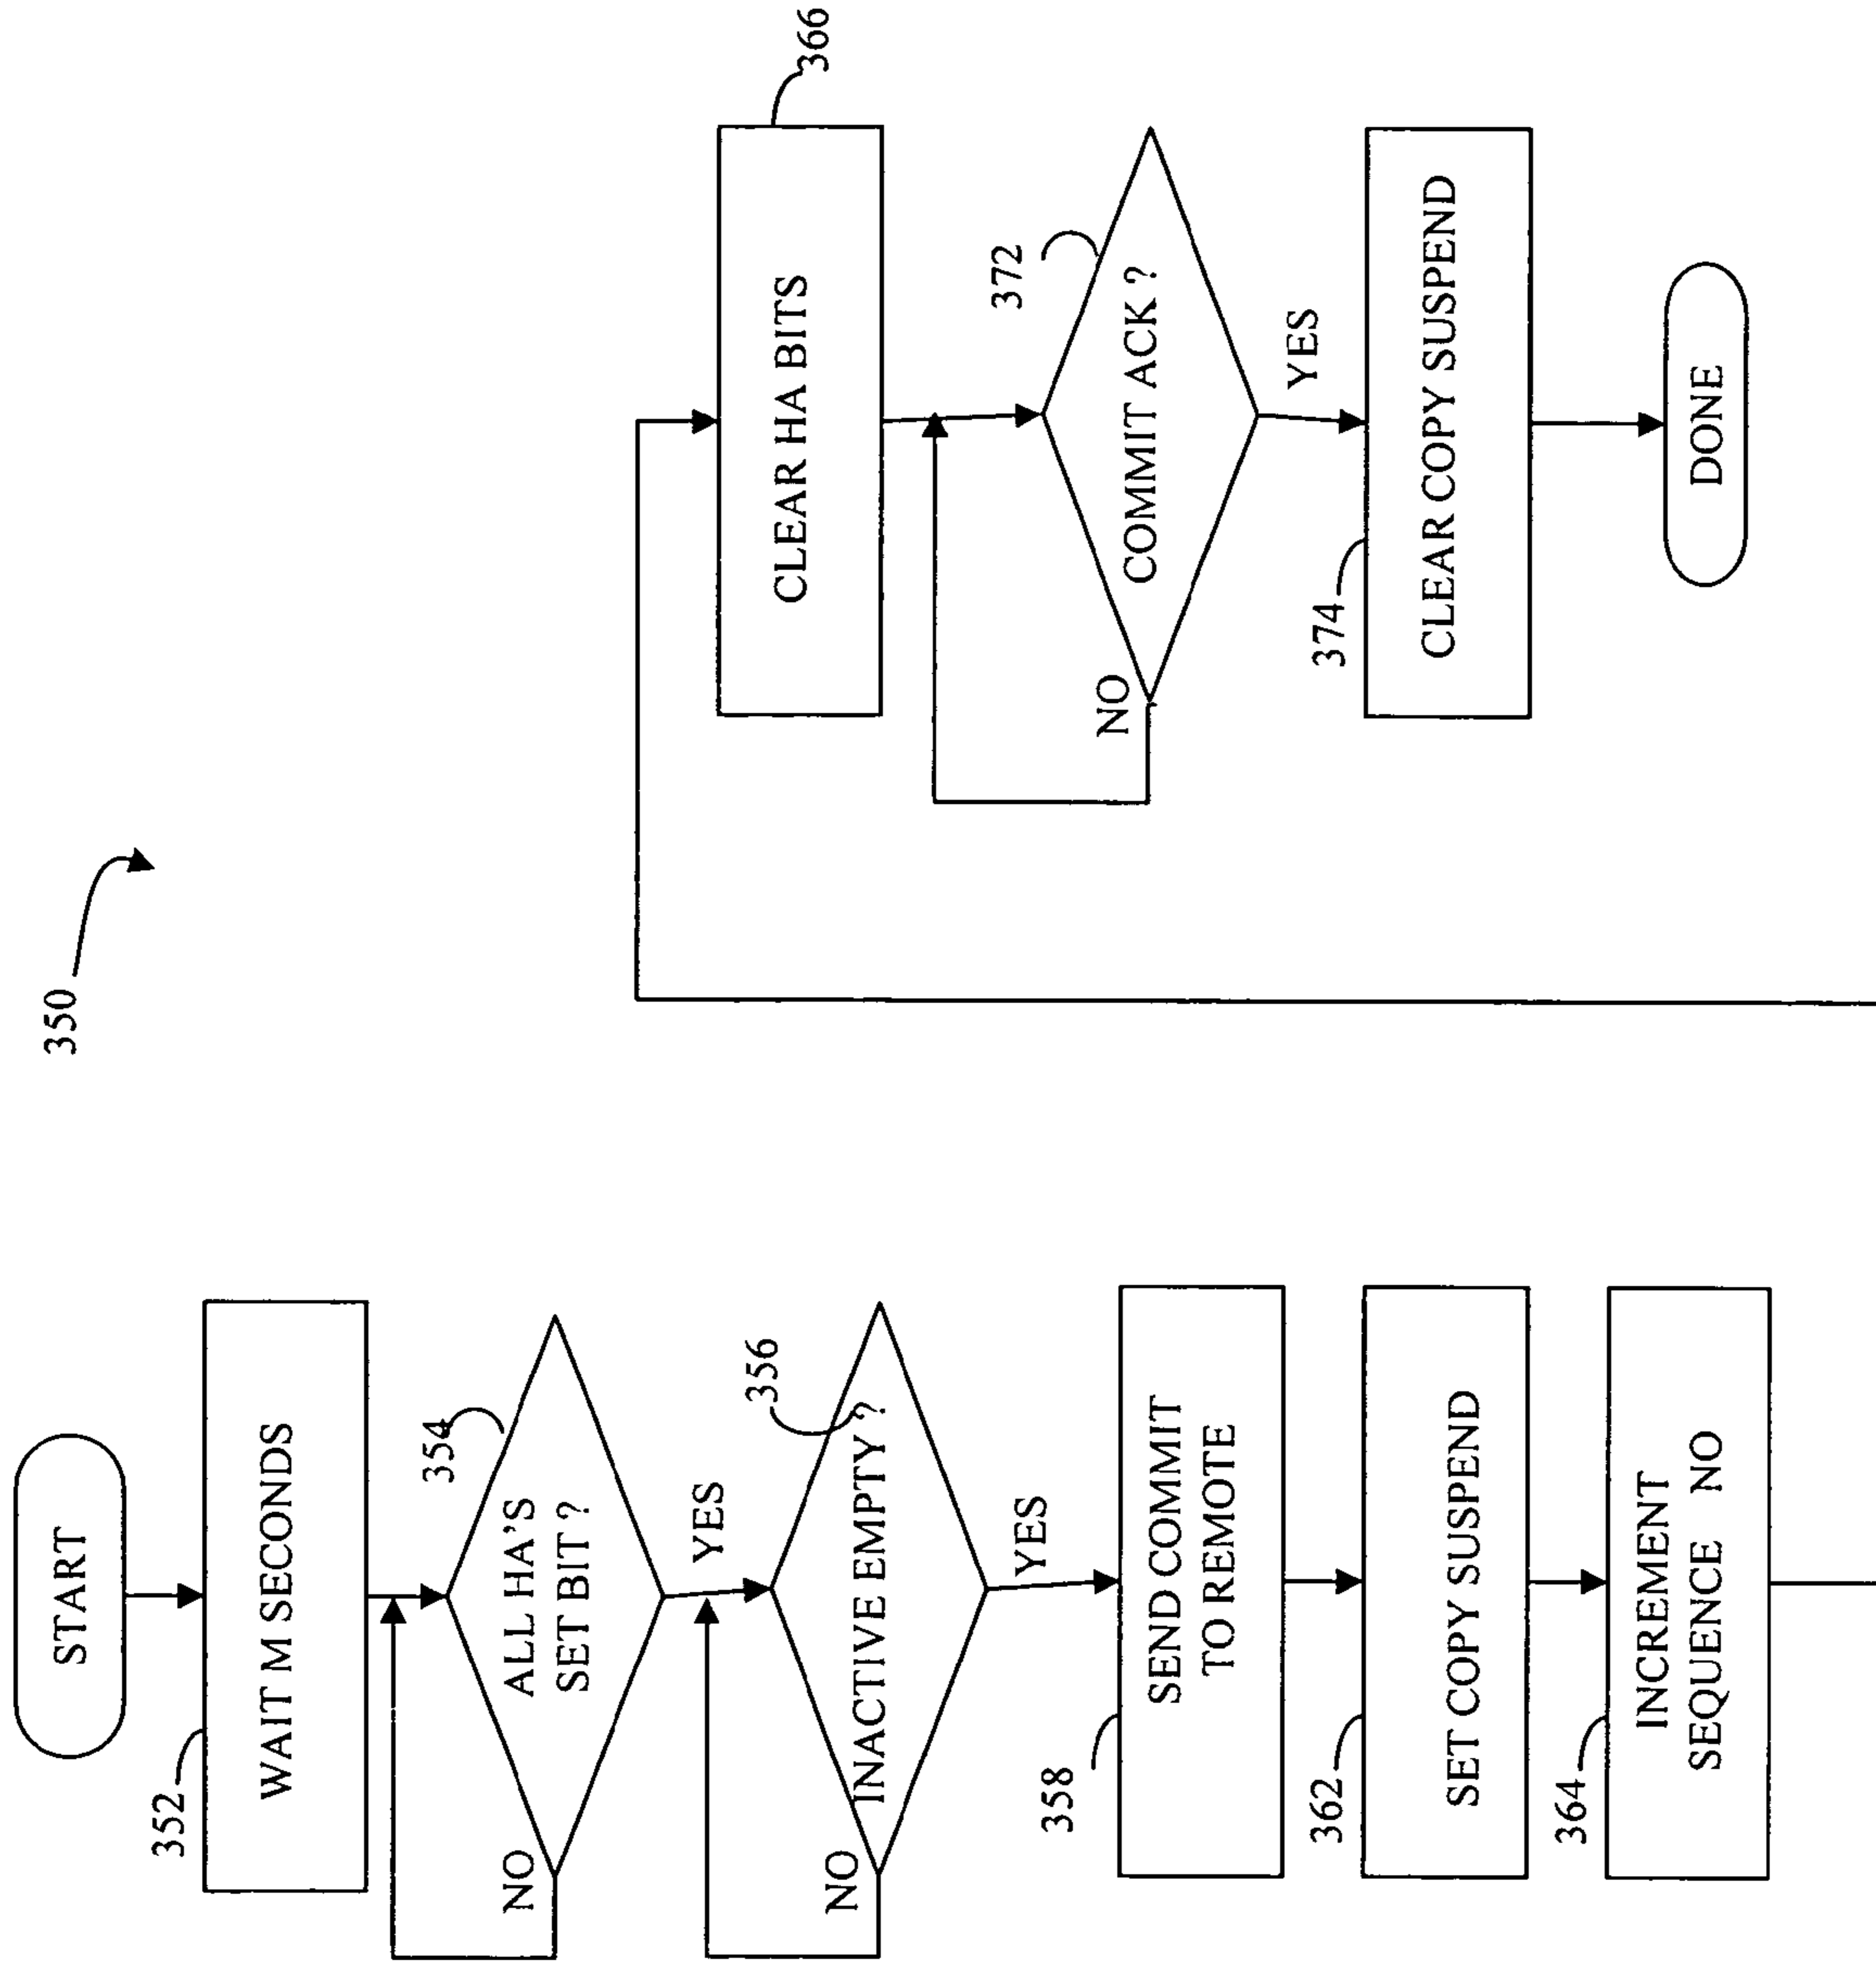 350
START
352
WAIT M SECONDS
354
ALL HA'S
SET BIT ?
NO
YES
356
INACTIVE EMPTY ?
NO
YES
358
SEND COMMIT
TO REMOTE
362
SET COPY SUSPEND
364
INCREMENT
SEQUENCE NO
366
CLEAR HA BITS
372
COMMIT ACK ?
NO
YES
374
CLEAR COPY SUSPEND
DONE